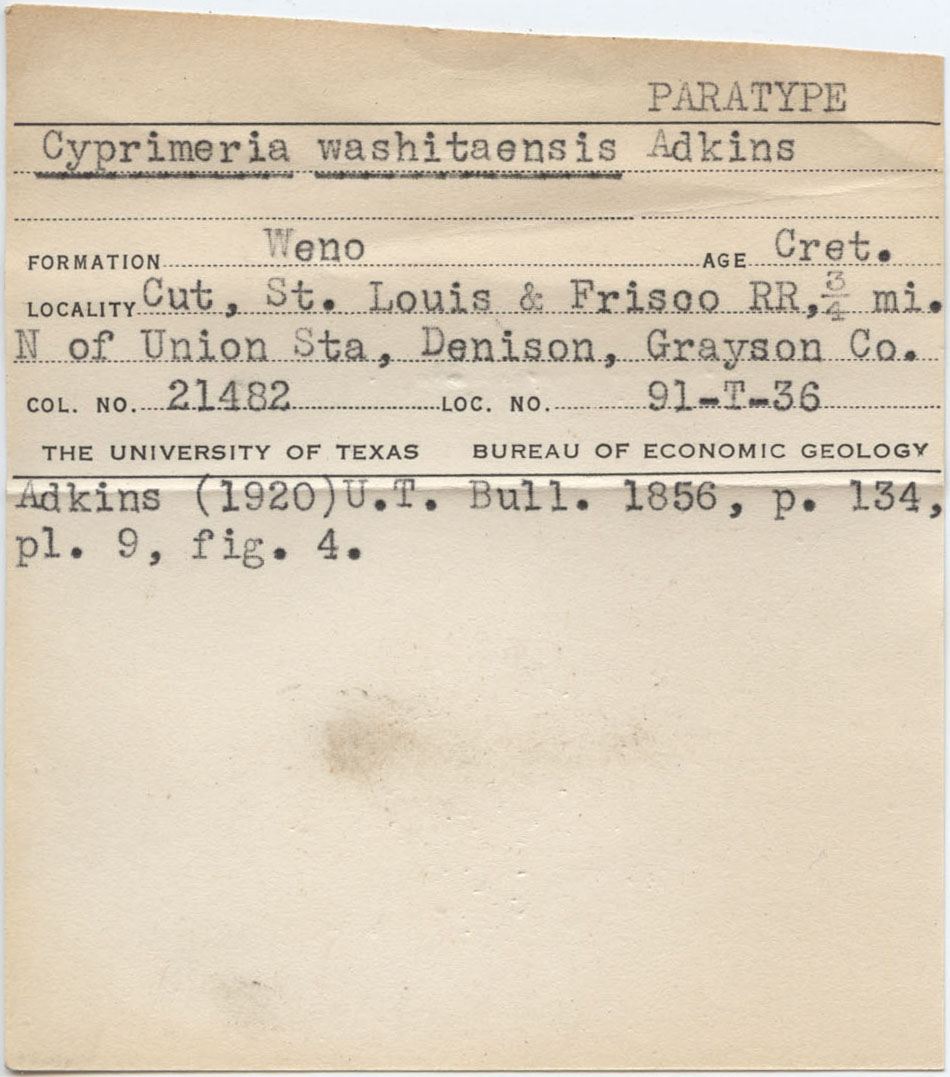 PARATYPE
Cyprimeria washitaensis Adkins
FORMATION Weno AGE Cret.
LOCALITY Cut, St. Louis & Frisco RR, 3/4 mi.
N of Union Sta, Denison, Grayson Co.
COL. NO. 21482 LOC. NO. 91-T-36
THE UNIVERSITY OF TEXAS BUREAU OF ECONOMIC GEOLOGY
Adkins (1920)U.T. Bull. 1856, p. 134,
pl. 9, fig. 4.